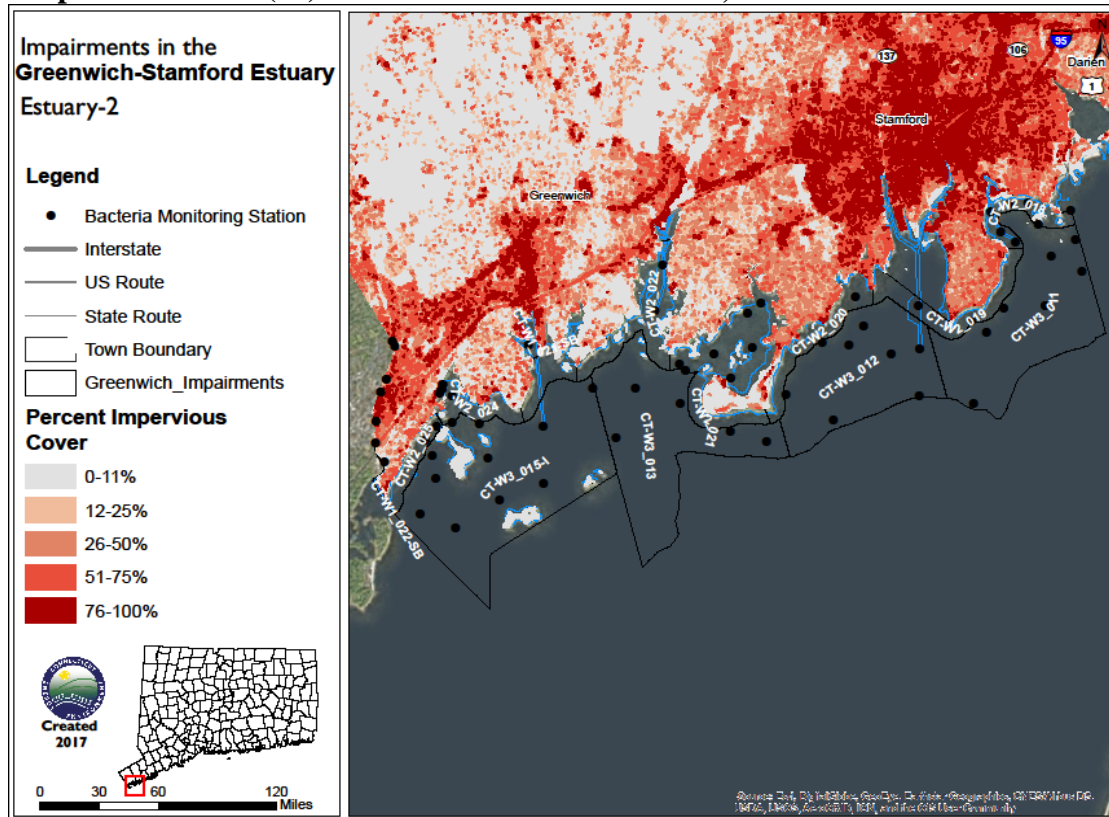 Impairments in the
Greenwich-Stamford Estuary
Estuary-2
Legend
Bacteria Monitoring Station
Interstate
US Route
State Route
Town Boundary
Greenwich_Impairments
Percent Impervious
Cover
0-11%
12-25%
26-50%
51-75%
76-100%
CONNECTICUT
Created
2017
0 30 60 120
Miles
N
95
137
106
Darien
1
Stamford
Greenwich
CT-W2_018
CT-W2_022
CT-W2_019
CT-W3_011
CT-W2_020
CT-W3_012
CT-W2_024
CT-W2_021
CT-W3_013
CT-W2_025
CT-W3_015-I
CT-W1_022-SB